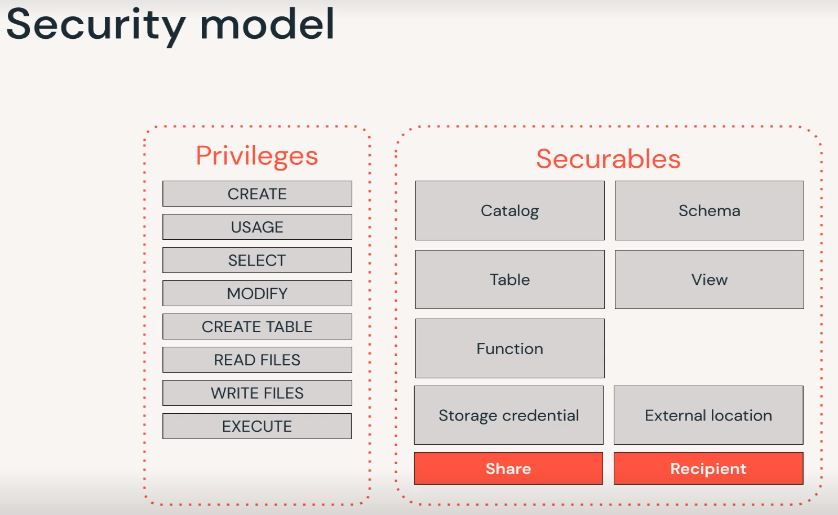 Security model
Privileges
CREATE
USAGE
SELECT
MODIFY
CREATE TABLE
READ FILES
WRITE FILES
EXECUTE
Securables
Catalog
Schema
Table
View
Function
Storage credential
External location
Share
Recipient